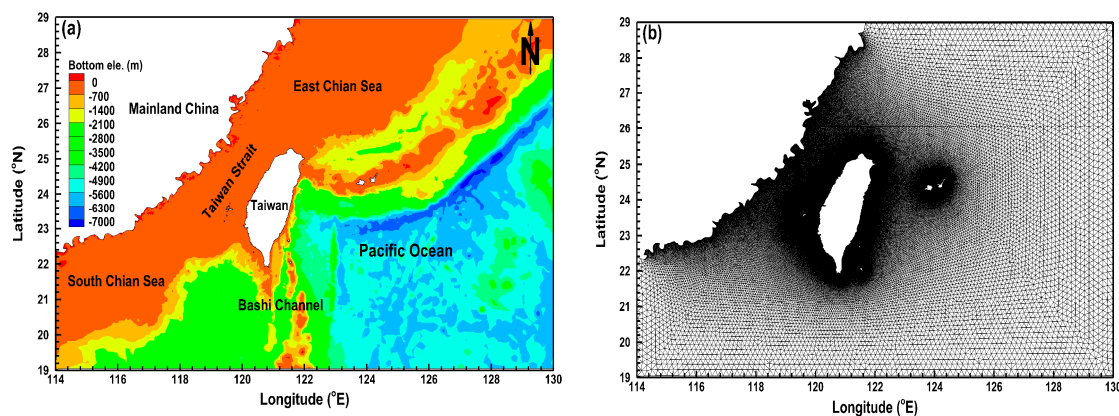 (a)
N
Bottom ele. (m)
0
-700
-1400
-2100
-2800
-3500
-4200
-4900
-5600
-6300
-7000
Mainland China
East Chian Sea
Taiwan Strait
Taiwan
Pacific Ocean
South Chian Sea
Bashi Channel
29
28
27
26
25
24
23
22
21
20
19
Latitude (°N)
114 116 118 120 122 124 126 128 130
Longitude (°E)
(b)
29
28
27
26
25
24
23
22
21
20
19
Latitude (°N)
114 116 118 120 122 124 126 128 130
Longitude (°E)